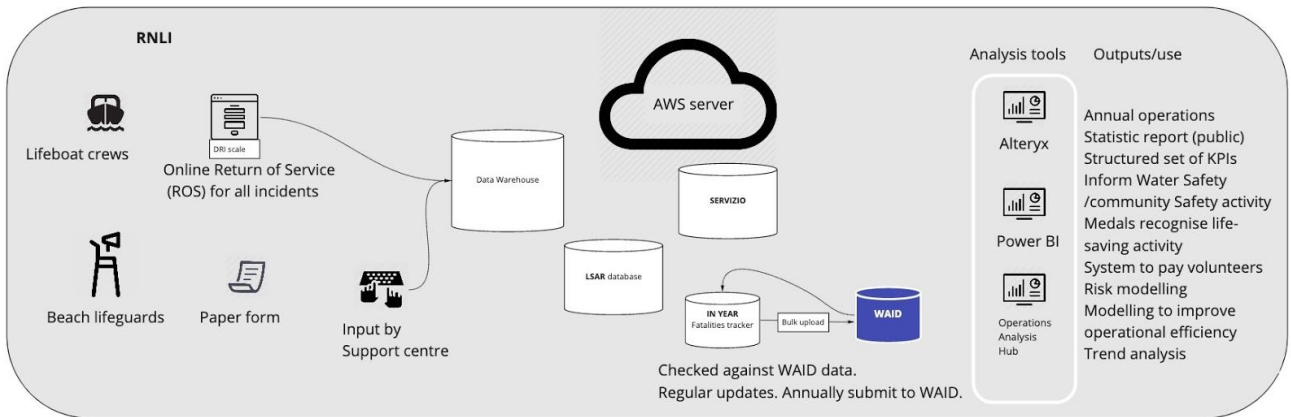 RNLI
Lifeboat crews
DRI scale
Online Return of Service
(ROS) for all incidents
Beach lifeguards
Paper form
Input by
Support centre
Data Warehouse
AWS server
SERVIZIO
LSAR database
IN YEAR
Fatalities tracker
Bulk upload
WAID
Checked against WAID data.
Regular updates. Annually submit to WAID.
Analysis tools
Alteryx
Power BI
Operations
Analysis
Hub
Outputs/use
Annual operations
Statistic report (public)
Structured set of KPIs
Inform Water Safety
/community Safety activity
Medals recognise life-
saving activity
System to pay volunteers
Risk modelling
Modelling to improve
operational efficiency
Trend analysis